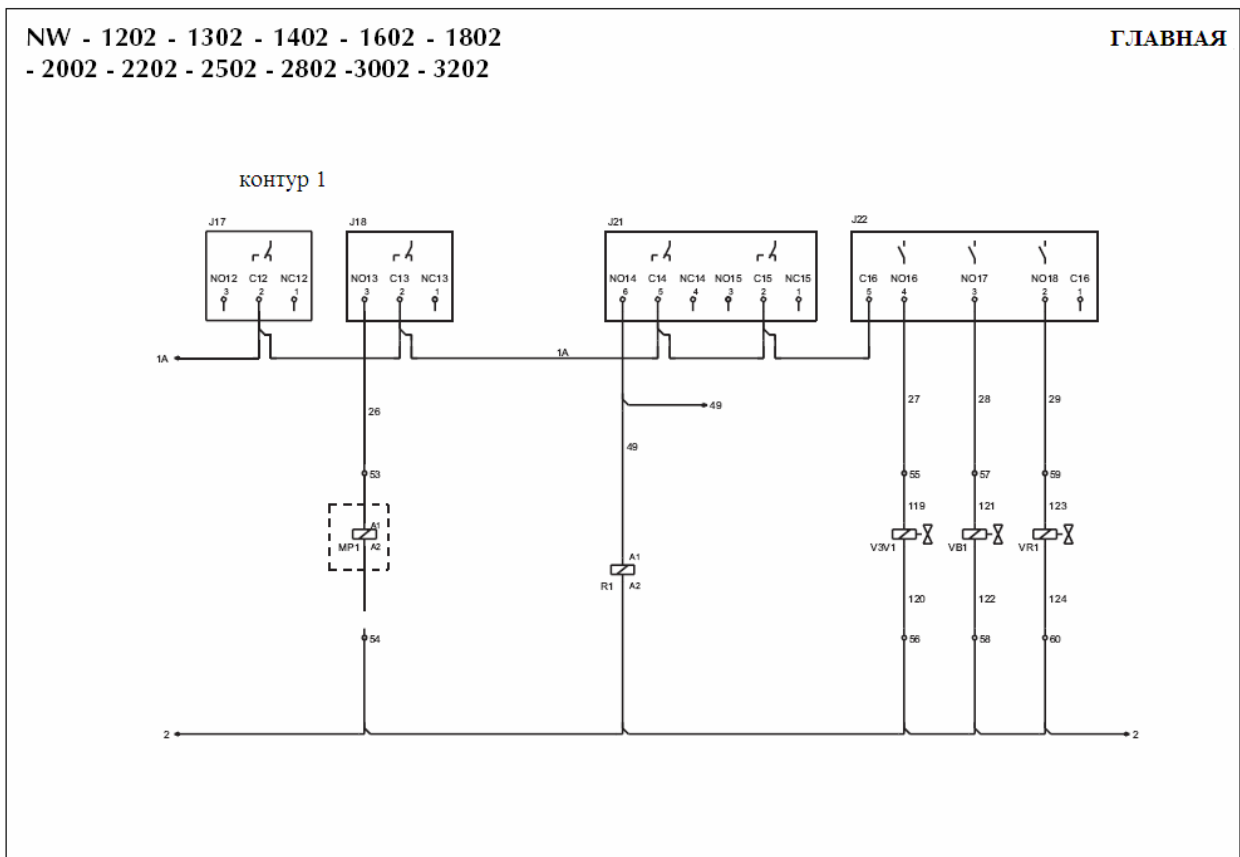 NW - 1202 - 1302 - 1402 - 1602 - 1802
- 2002 - 2202 - 2502 - 2802 -3002 - 3202
ГЛАВНАЯ
контур 1
J17 J18 J21 J22
NO12 C12 NC12 NO13 C13 NC13 NO14 C14 NC14 NO15 C15 NC15 C16 NO16 NO17 NO18 C16
3 2 1 3 2 1 6 5 4 3 2 1 5 4 3 2 1
1A 1A
49
26 27 28 29
49
53 55 57 59
119 121 123
A1
MP1 A2 V3V1 VB1 VR1
A1
R1 A2
120 122 124
54 56 58 60
2 2